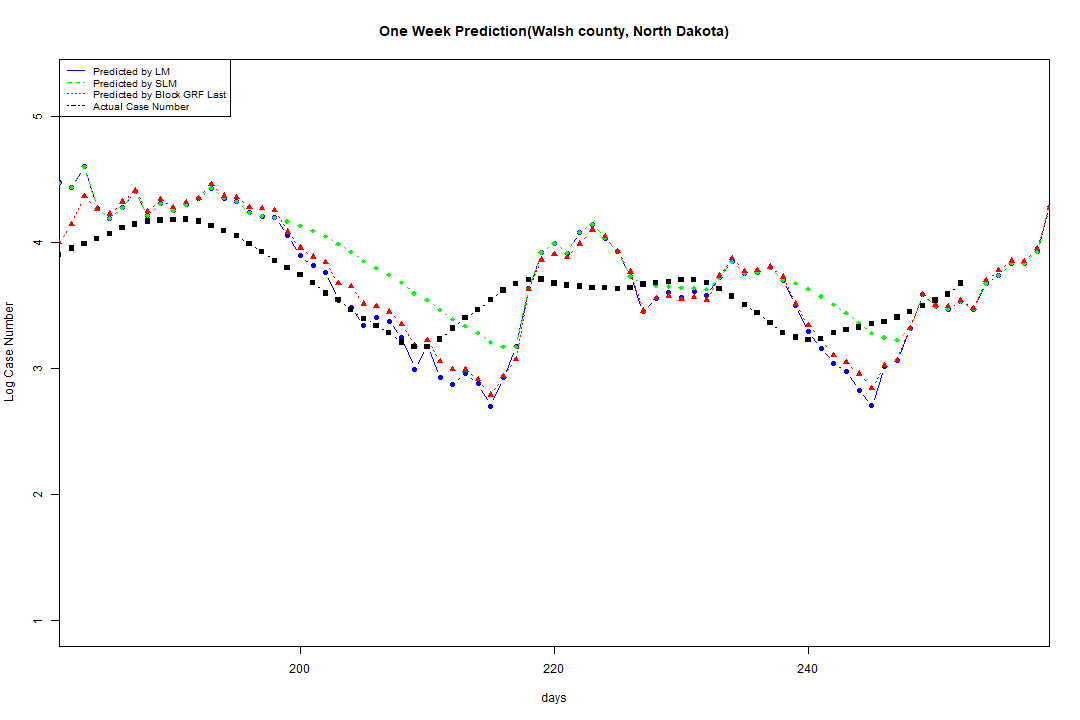 One Week Prediction(Walsh county, North Dakota)
Predicted by LM
Predicted by SLM
Predicted by Block GRF Last
Actual Case Number
5
4
3
2
1
Log Case Number
200
220
240
days